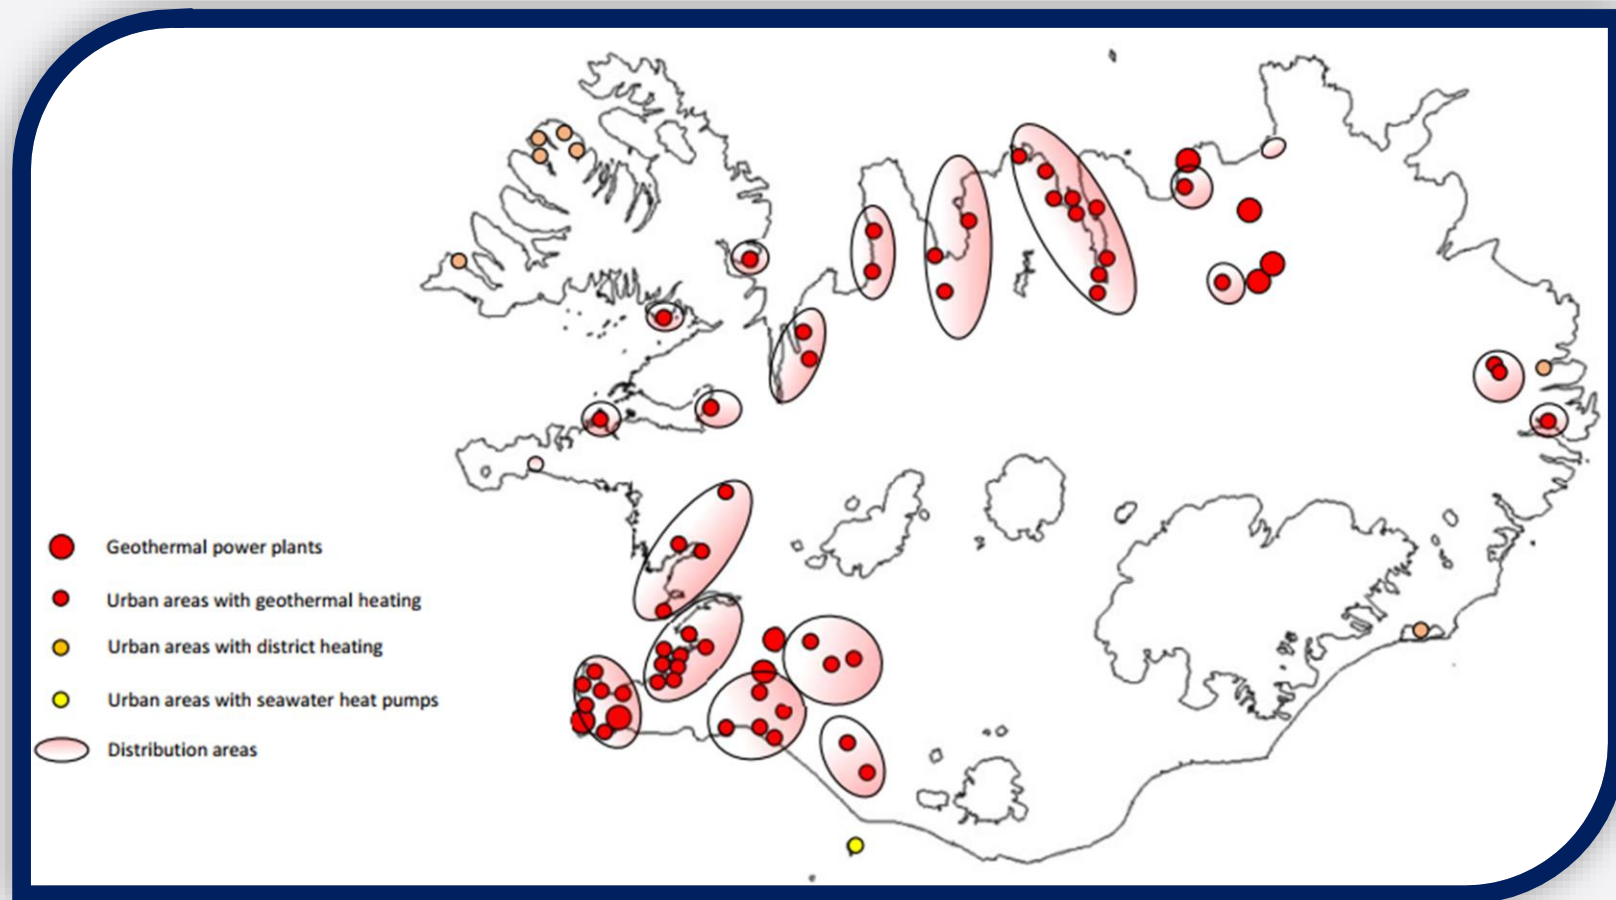 Geothermal power plants
Urban areas with geothermal heating
Urban areas with district heating
Urban areas with seawater heat pumps
Distribution areas